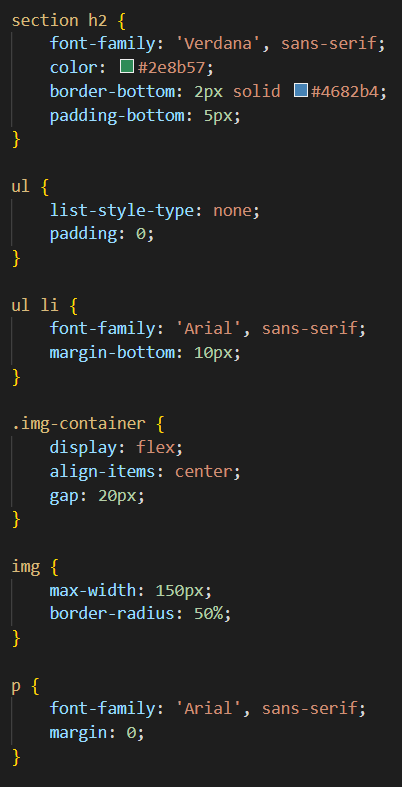 section h2 {
    font-family: 'Verdana', sans-serif;
    color: #2e8b57;
    border-bottom: 2px solid #4682b4;
    padding-bottom: 5px;
}

ul {
    list-style-type: none;
    padding: 0;
}

ul li {
    font-family: 'Arial', sans-serif;
    margin-bottom: 10px;
}

.img-container {
    display: flex;
    align-items: center;
    gap: 20px;
}

img {
    max-width: 150px;
    border-radius: 50%;
}

p {
    font-family: 'Arial', sans-serif;
    margin: 0;
}